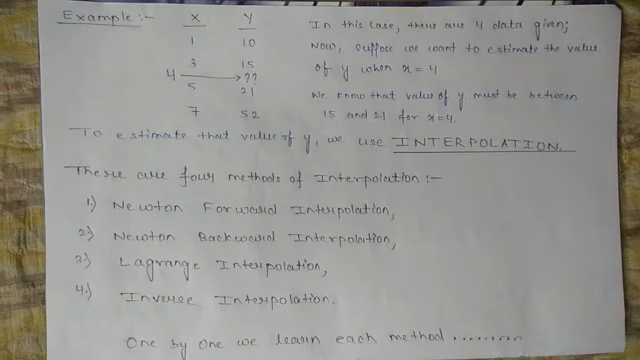 Example :-
X Y
1 10
3 15
4 → ??
5 21
7 52
In this case, there are 4 data given;
Now, suppose we want to estimate the value
of y when x = 4
We know that value of y must be between
15 and 21 for x=4.
To estimate that value of y, we use INTERPOLATION.
There are four methods of Interpolation :-
1.) Newton Forward Interpolation,
2.) Newton Backward Interpolation,
3.) Lagrange Interpolation,
4.) Inverse Interpolation.
One by one we learn each method ..........